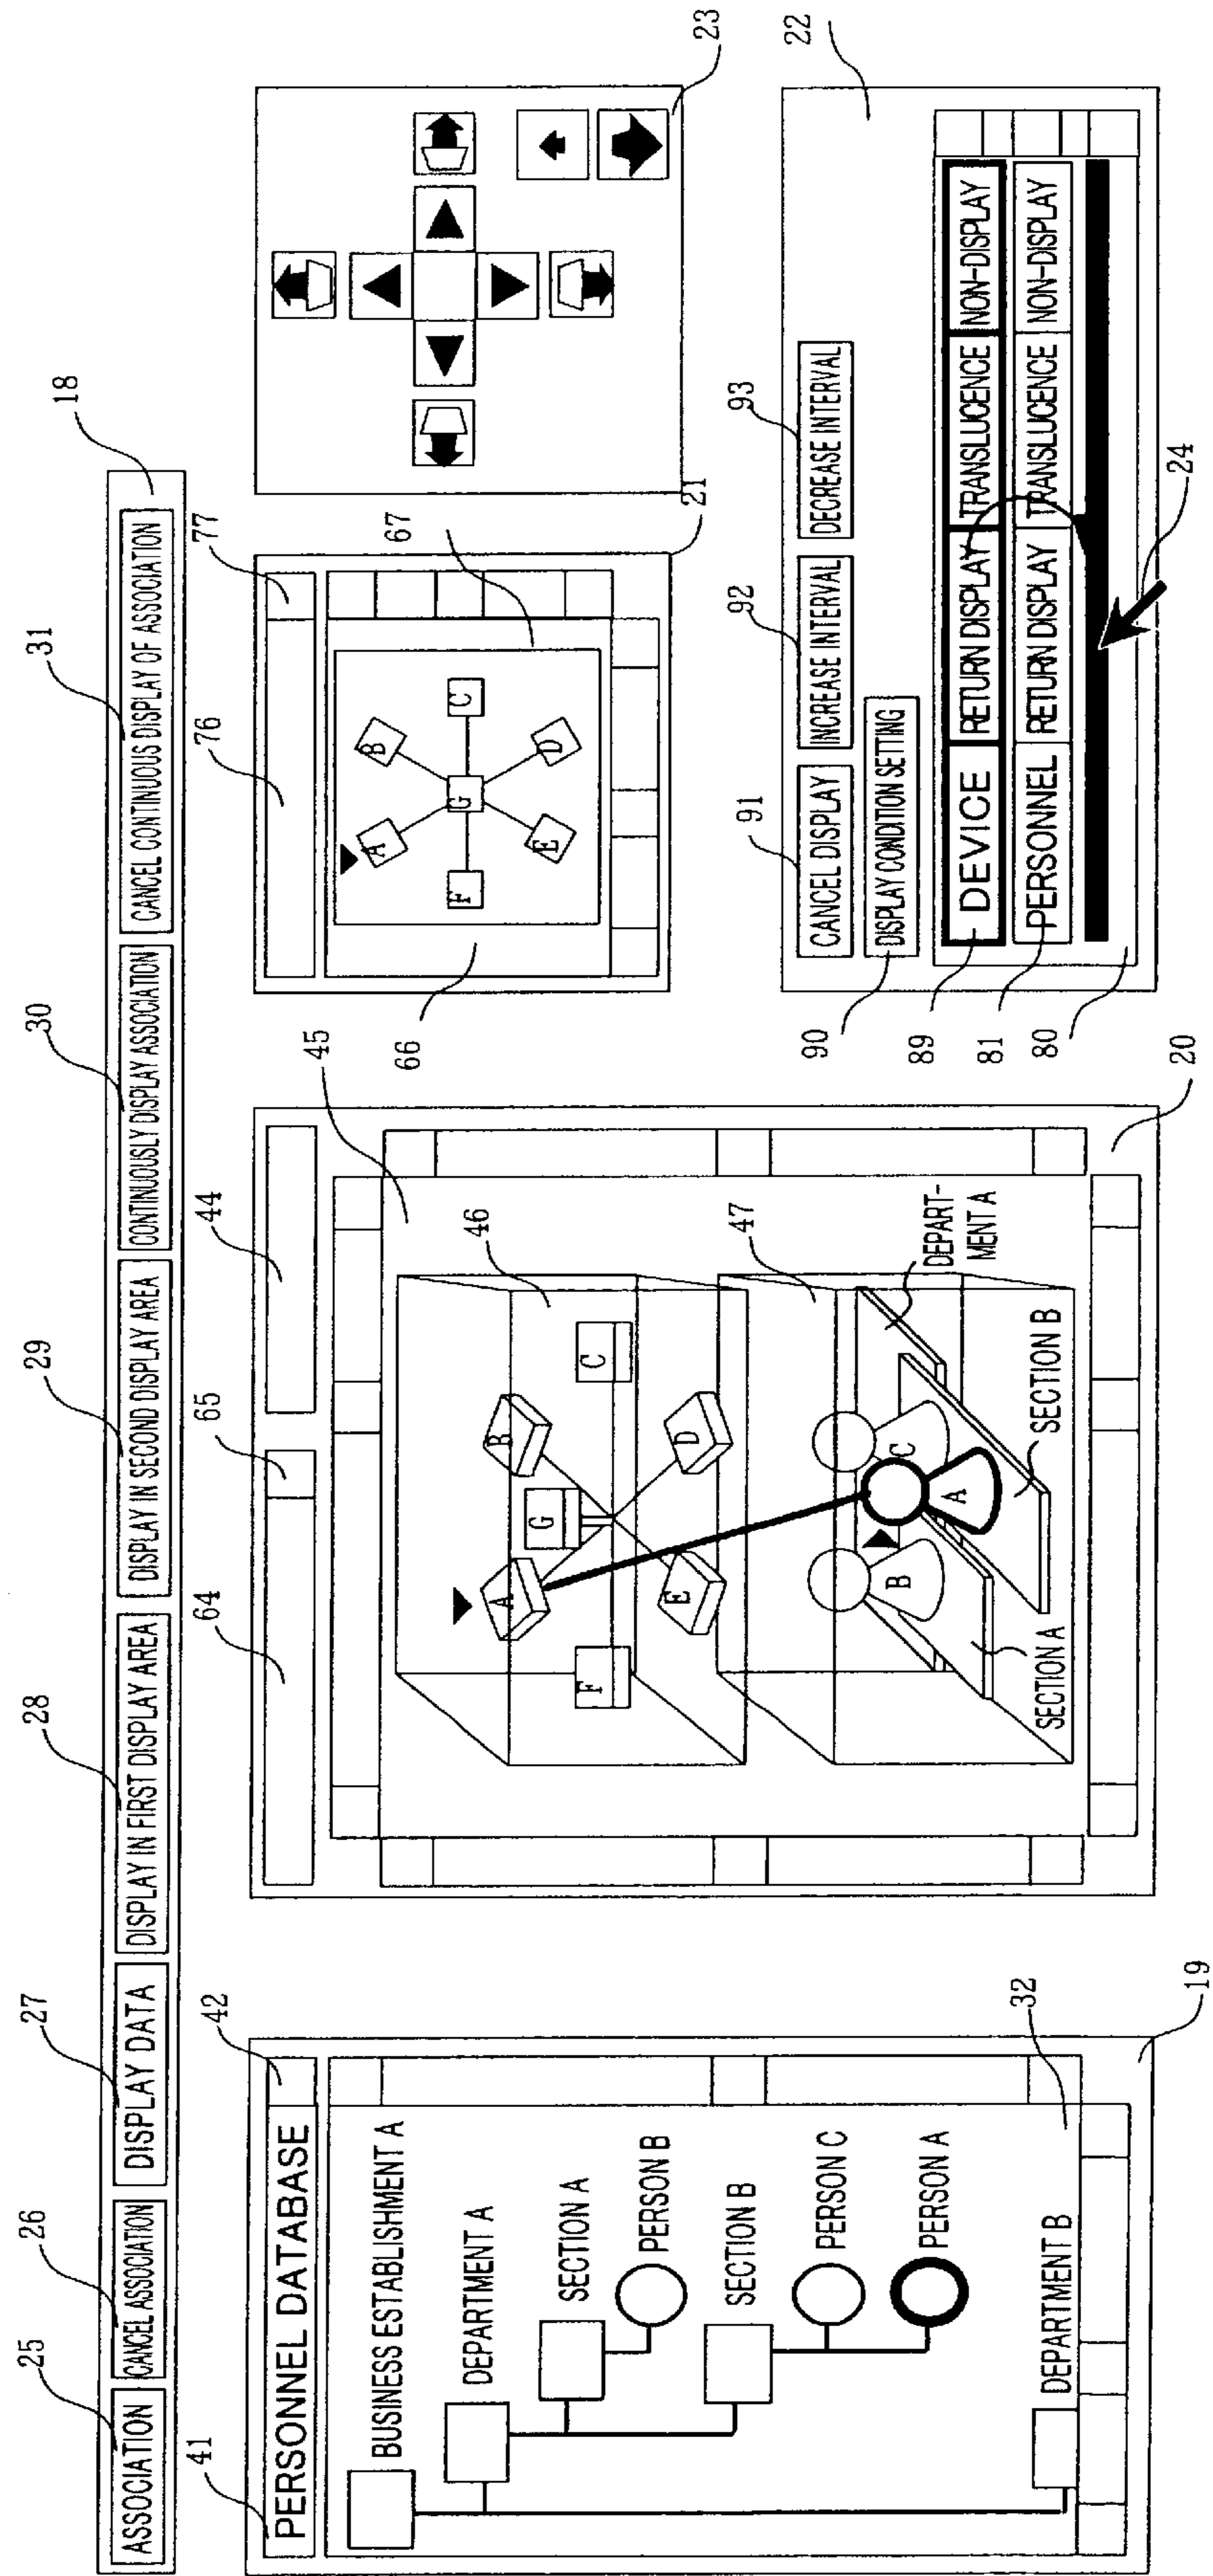 25
26
27
28
29
30
31
18
ASSOCIATION
CANCEL ASSOCIATION
DISPLAY DATA
DISPLAY IN FIRST DISPLAY AREA
DISPLAY IN SECOND DISPLAY AREA
CONTINUOUSLY DISPLAY ASSOCIATION
CANCEL CONTINUOUS DISPLAY OF ASSOCIATION
41
42
PERSONNEL DATABASE
BUSINESS ESTABLISHMENT A
DEPARTMENT A
SECTION A
PERSON B
SECTION B
PERSON C
PERSON A
DEPARTMENT B
32
19
64
65
44
45
46
A
B
G
C
F
E
D
47
B
C
A
DEPART-
MENT A
SECTION A
SECTION B
20
76
77
66
67
A
B
F
G
C
E
D
21
23
22
91
92
93
CANCEL DISPLAY
INCREASE INTERVAL
DECREASE INTERVAL
90
DISPLAY CONDITION SETTING
89
DEVICE
RETURN DISPLAY
TRANSLUCENCE
NON-DISPLAY
81
PERSONNEL
RETURN DISPLAY
TRANSLUCENCE
NON-DISPLAY
80
24